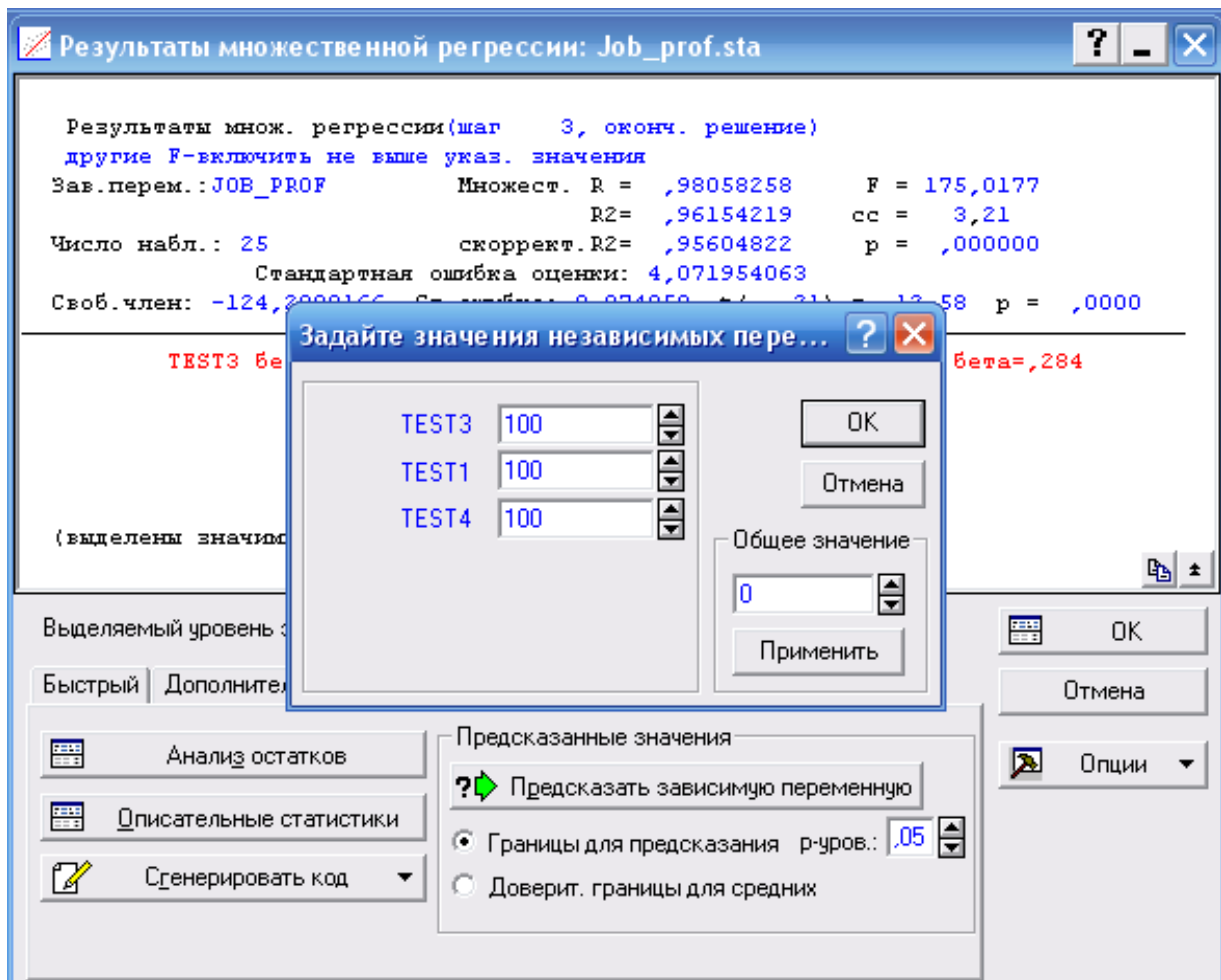 Результаты множественной регрессии: Job_prof.sta
Результаты множ. регрессии(шаг 3, оконч. решение)
другие F-включить не выше указ. значения
Зав.перем.:JOB_PROF Множест. R = ,98058258 F = 175,0177
R2= ,96154219 cc = 3,21
Число набл.: 25 скоррект.R2= ,95604822 p = ,000000
Стандартная ошибка оценки: 4,071954063
Своб.член: -124, p = ,0000
Задайте значения независимых пере...
TEST3 бе бета=,284
TEST3 100
TEST1 100
TEST4 100
OK
Отмена
Общее значение
0
Применить
(выделены значим
Выделяемый уровень з
Быстрый
Дополнител
Анализ остатков
Описательные статистики
Сгенерировать код
Предсказанные значения
Предсказать зависимую переменную
Границы для предсказания p-уров.: ,05
Доверит. границы для средних
OK
Отмена
Опции